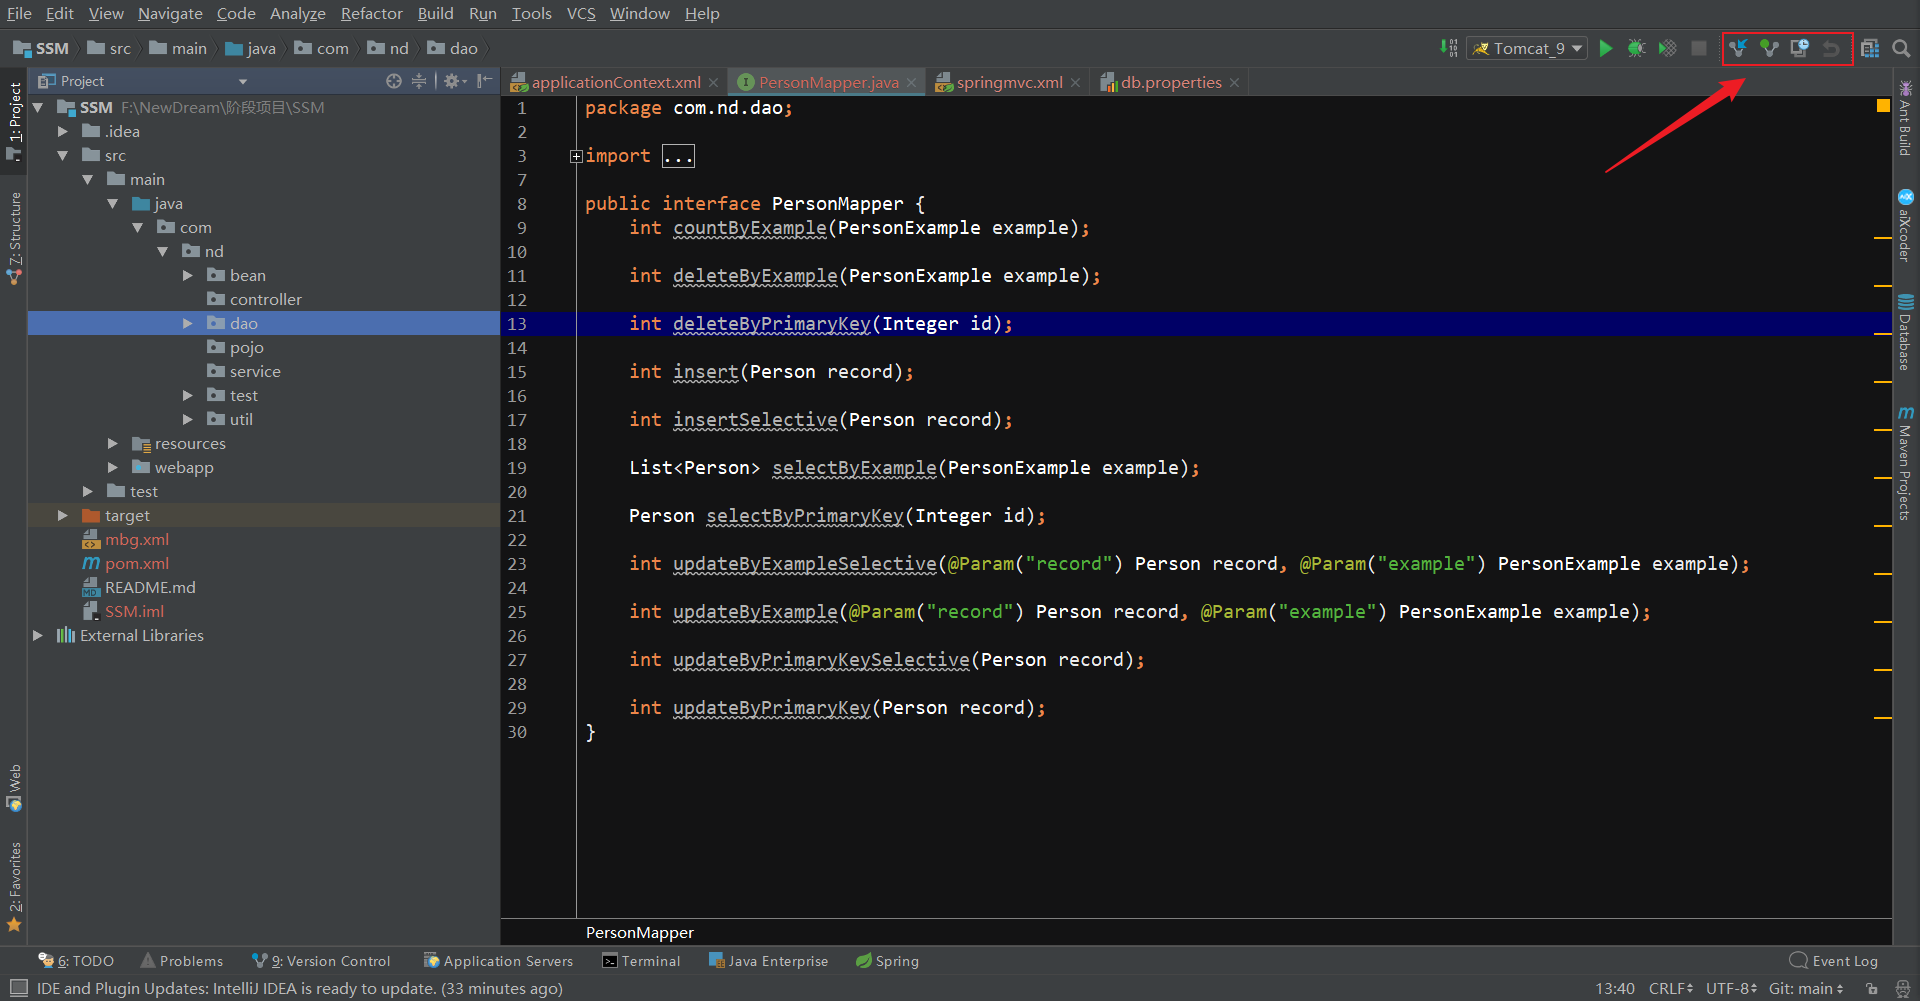 File Edit View Navigate Code Analyze Refactor Build Run Tools VCS Window Help
SSM src main java com nd dao
Tomcat_9
Project
1: Project
Z: Structure
Web
2: Favorites
SSM F:\NewDream\阶段项目\SSM
.idea
src
main
java
com
nd
bean
controller
dao
pojo
service
test
util
resources
webapp
test
target
mbg.xml
pom.xml
README.md
SSM.iml
External Libraries
applicationContext.xml PersonMapper.java springmvc.xml db.properties
1 package com.nd.dao;
2
3 import ...
7
8 public interface PersonMapper {
9 int countByExample(PersonExample example);
10
11 int deleteByExample(PersonExample example);
12
13 int deleteByPrimaryKey(Integer id);
14
15 int insert(Person record);
16
17 int insertSelective(Person record);
18
19 List<Person> selectByExample(PersonExample example);
20
21 Person selectByPrimaryKey(Integer id);
22
23 int updateByExampleSelective(@Param("record") Person record, @Param("example") PersonExample example);
24
25 int updateByExample(@Param("record") Person record, @Param("example") PersonExample example);
26
27 int updateByPrimaryKeySelective(Person record);
28
29 int updateByPrimaryKey(Person record);
30 }
PersonMapper
Ant Build
aiXcoder
Database
Maven Projects
6: TODO Problems 9: Version Control Application Servers Terminal Java Enterprise Spring Event Log
IDE and Plugin Updates: IntelliJ IDEA is ready to update. (33 minutes ago) 13:40 CRLF UTF-8 Git: main